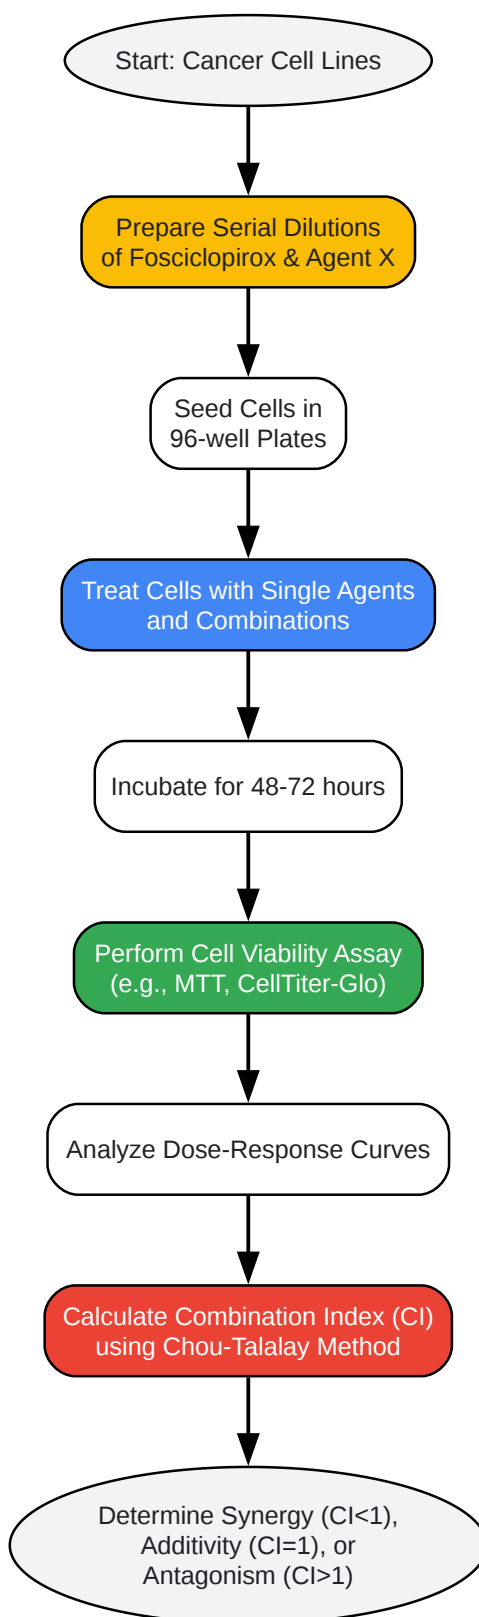 Start: Cancer Cell Lines
Prepare Serial Dilutions
of Fosciclopirox & Agent X
Seed Cells in
96-well Plates
Treat Cells with Single Agents
and Combinations
Incubate for 48-72 hours
Perform Cell Viability Assay
(e.g., MTT, CellTiter-Glo)
Analyze Dose-Response Curves
Calculate Combination Index (CI)
using Chou-Talalay Method
Determine Synergy (CI<1),
Additivity (CI=1), or
Antagonism (CI>1)